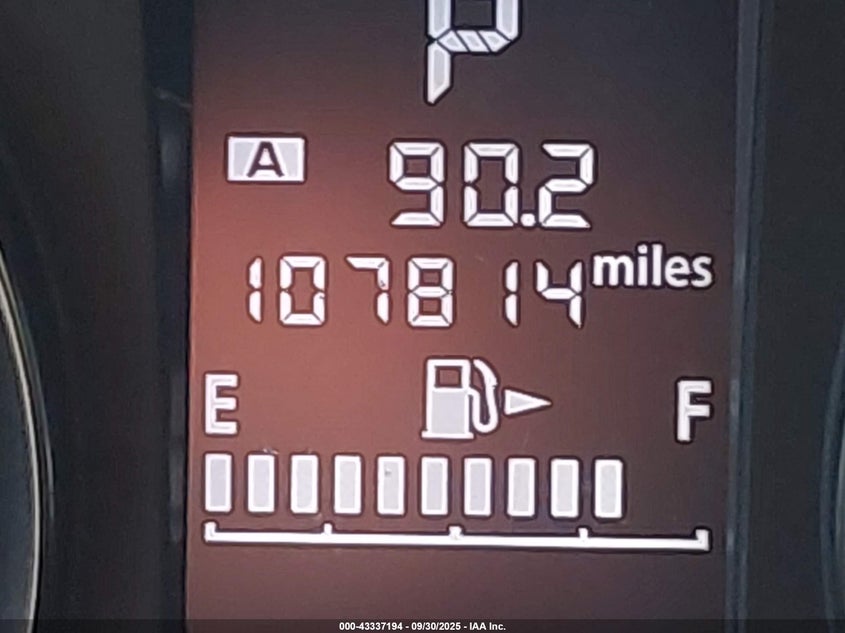 P
A 90.2
107814 miles
E F
000-43337194 - 09/30/2025 - IAA Inc.